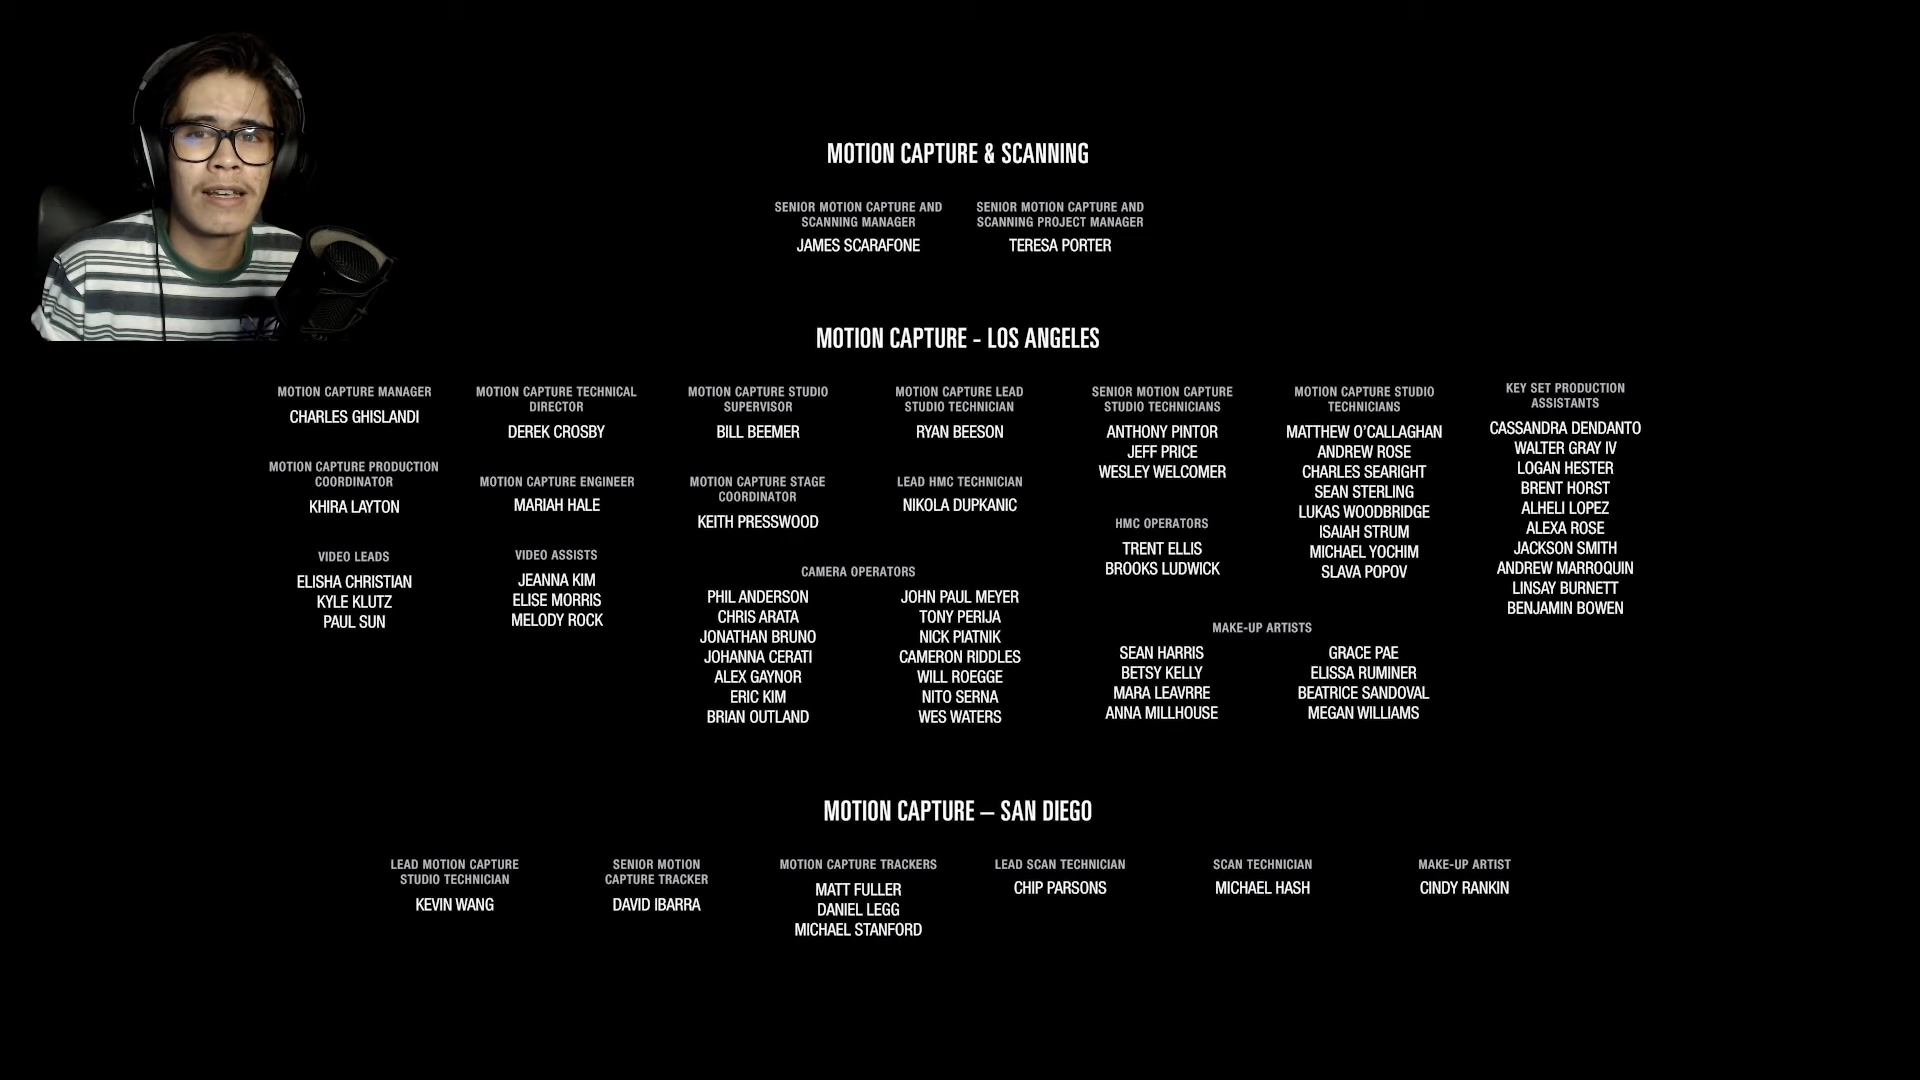 MOTION CAPTURE & SCANNING
SENIOR MOTION CAPTURE AND
SCANNING MANAGER
JAMES SCARAFONE
SENIOR MOTION CAPTURE AND
SCANNING PROJECT MANAGER
TERESA PORTER
MOTION CAPTURE - LOS ANGELES
MOTION CAPTURE MANAGER
CHARLES GHISLANDI
MOTION CAPTURE PRODUCTION
COORDINATOR
KHIRA LAYTON
VIDEO LEADS
ELISHA CHRISTIAN
KYLE KLUTZ
PAUL SUN
MOTION CAPTURE TECHNICAL
DIRECTOR
DEREK CROSBY
MOTION CAPTURE ENGINEER
MARIAH HALE
VIDEO ASSISTS
JEANNA KIM
ELISE MORRIS
MELODY ROCK
MOTION CAPTURE STUDIO
SUPERVISOR
BILL BEEMER
MOTION CAPTURE STAGE
COORDINATOR
KEITH PRESSWOOD
MOTION CAPTURE LEAD
STUDIO TECHNICIAN
RYAN BEESON
LEAD HMC TECHNICIAN
NIKOLA DUPKANIC
CAMERA OPERATORS
PHIL ANDERSON
CHRIS ARATA
JONATHAN BRUNO
JOHANNA CERATI
ALEX GAYNOR
ERIC KIM
BRIAN OUTLAND
JOHN PAUL MEYER
TONY PERIJA
NICK PIATNIK
CAMERON RIDDLES
WILL ROEGGE
NITO SERNA
WES WATERS
SENIOR MOTION CAPTURE
STUDIO TECHNICIANS
ANTHONY PINTOR
JEFF PRICE
WESLEY WELCOMER
HMC OPERATORS
TRENT ELLIS
BROOKS LUDWICK
MOTION CAPTURE STUDIO
TECHNICIANS
MATTHEW O’CALLAGHAN
ANDREW ROSE
CHARLES SEARIGHT
SEAN STERLING
LUKAS WOODBRIDGE
ISAIAH STRUM
MICHAEL YOCHIM
SLAVA POPOV
MAKE-UP ARTISTS
SEAN HARRIS
BETSY KELLY
MARA LEAVRRE
ANNA MILLHOUSE
GRACE PAE
ELISSA RUMINER
BEATRICE SANDOVAL
MEGAN WILLIAMS
KEY SET PRODUCTION
ASSISTANTS
CASSANDRA DENDANTO
WALTER GRAY IV
LOGAN HESTER
BRENT HORST
ALHELI LOPEZ
ALEXA ROSE
JACKSON SMITH
ANDREW MARROQUIN
LINSAY BURNETT
BENJAMIN BOWEN
MOTION CAPTURE – SAN DIEGO
LEAD MOTION CAPTURE
STUDIO TECHNICIAN
KEVIN WANG
SENIOR MOTION
CAPTURE TRACKER
DAVID IBARRA
MOTION CAPTURE TRACKERS
MATT FULLER
DANIEL LEGG
MICHAEL STANFORD
LEAD SCAN TECHNICIAN
CHIP PARSONS
SCAN TECHNICIAN
MICHAEL HASH
MAKE-UP ARTIST
CINDY RANKIN